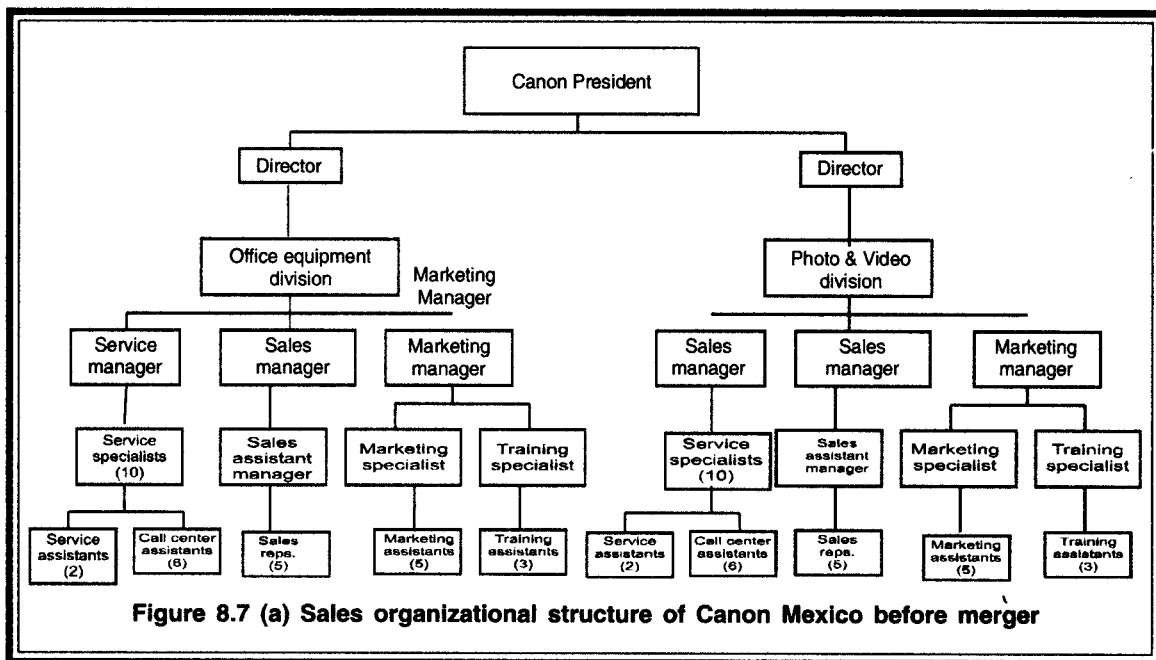 Canon President
Director
Director
Office equipment
division
Marketing
Manager
Photo & Video
division
Service
manager
Sales
manager
Marketing
manager
Sales
manager
Sales
manager
Marketing
manager
Service
specialists
(10)
Sales
assistant
manager
Marketing
specialist
Training
specialist
Service
specialists
(10)
Sales
assistant
manager
Marketing
specialist
Training
specialist
Service
assistants
(2)
Call center
assistants
(6)
Sales
reps.
(5)
Marketing
assistants
(5)
Training
assistants
(3)
Service
assistants
(2)
Call center
assistants
(6)
Sales
reps.
(5)
Marketing
assistants
(5)
Training
assistants
(3)
Figure 8.7 (a) Sales organizational structure of Canon Mexico before merger